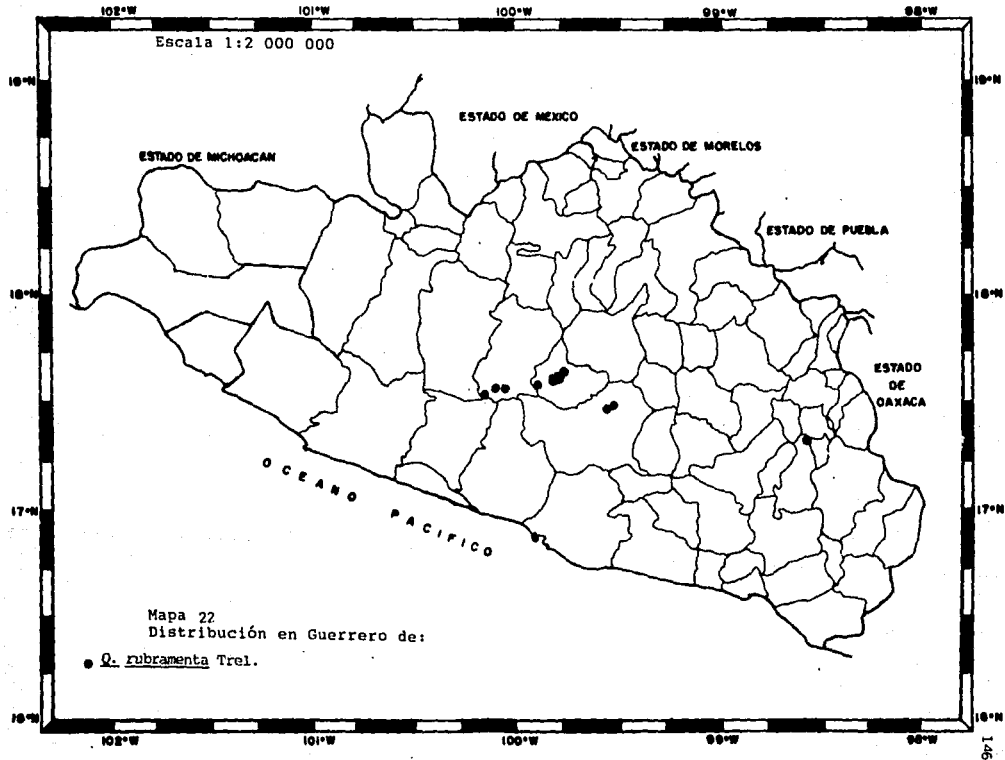 102°W 101°W 100°W 99°W 98°W
Escala 1:2 000 000
19°N 19°N
ESTADO DE MEXICO
ESTADO DE MORELOS
ESTADO DE MICHOACAN
ESTADO DE PUEBLA
18°N 18°N
ESTADO
DE
OAXACA
OCEANO PACIFICO
17°N 17°N
Mapa 22
Distribución en Guerrero de:
Q. rubramenta Trel.
16°N 16°N
102°W 101°W 100°W 99°W 98°W
146